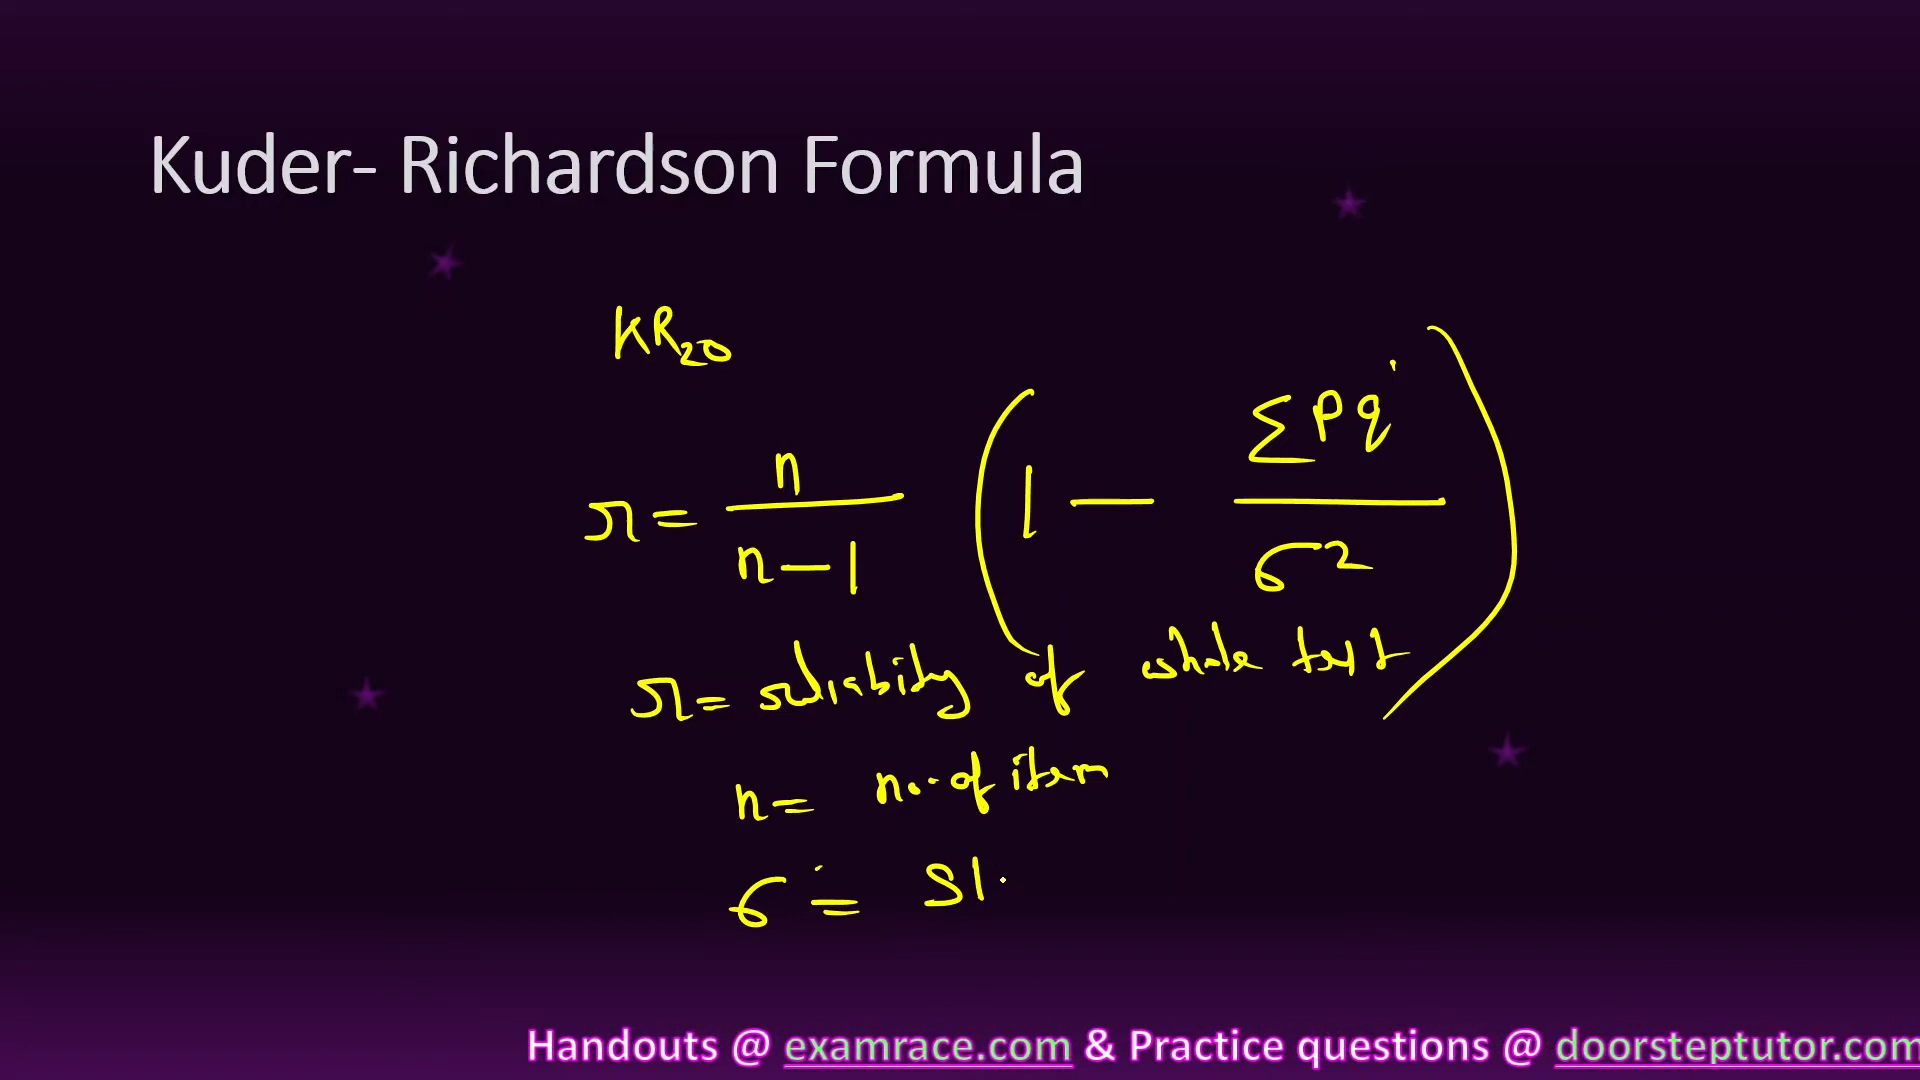 Kuder- Richardson Formula
KR20
r = n / n-1 (1 - Σpq / σ²)
r = reliability of whole test
n = no. of item
σ =
Handouts @ examrace.com & Practice questions @ doorsteptutor.com